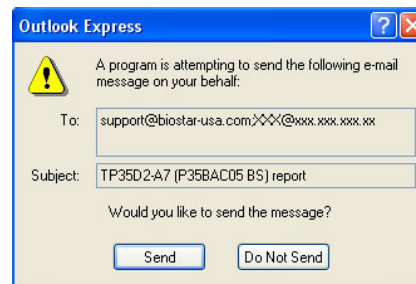 Outlook Express
A program is attempting to send the following e-mail
message on your behalf:
To: support@biostar-usa.com;XXX@xxx.xxx.xxx.xx
Subject: TP35D2-A7 (P35BAC05 BS) report
Would you like to send the message?
Send Do Not Send